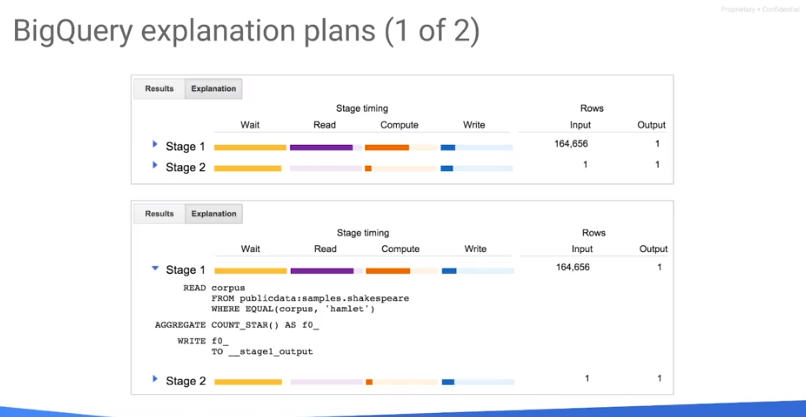 Proprietary + Confidential
BigQuery explanation plans (1 of 2)
Results Explanation
Stage timing Rows
Wait Read Compute Write Input Output
Stage 1 164,656 1
Stage 2 1 1
Results Explanation
Stage timing Rows
Wait Read Compute Write Input Output
Stage 1 164,656 1
READ corpus
FROM publicdata:samples.shakespeare
WHERE EQUAL(corpus, 'hamlet')
AGGREGATE COUNT_STAR() AS f0_
WRITE f0_
TO __stage1_output
Stage 2 1 1